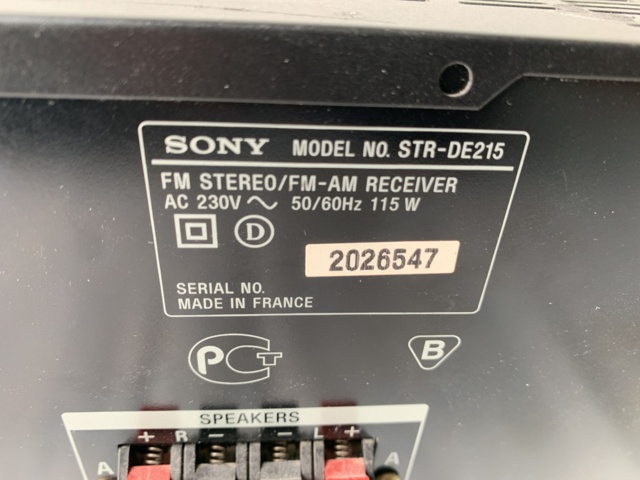 SONY MODEL NO. STR-DE215
FM STEREO/FM-AM RECEIVER
AC 230V ~ 50/60Hz 115 W
D
2026547
SERIAL NO.
MADE IN FRANCE
PCT
B
SPEAKERS
+ R - - L +
A A